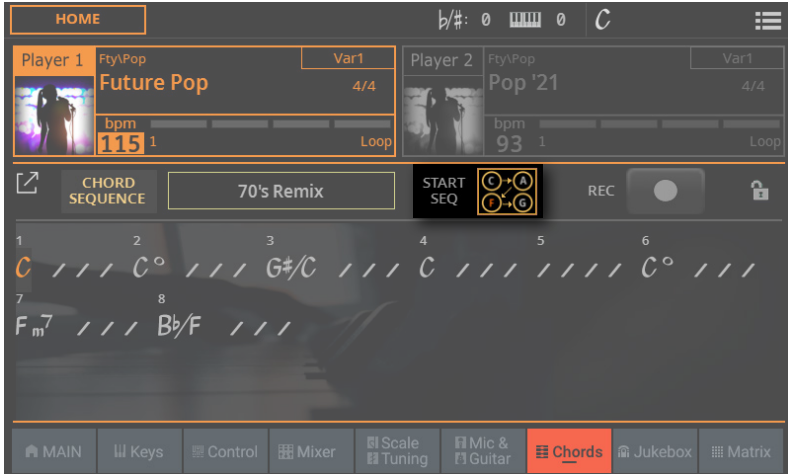 HOME ♭/♯: 0 0 C
Player 1 Fty\Pop Var1 Player 2 Fty\Pop Var1
Future Pop 4/4 Pop '21 4/4
bpm bpm
115 1 Loop 93 1 Loop
CHORD SEQUENCE 70's Remix START SEQ C A F G REC
1 2 3 4 5 6
C / / / C° / / / G♯/C / / / C / / / / / / / C° / / /
7 8
Fm7 / / / B♭/F / / /
MAIN Keys Control Mixer Scale Tuning Mic & Guitar Chords Jukebox Matrix